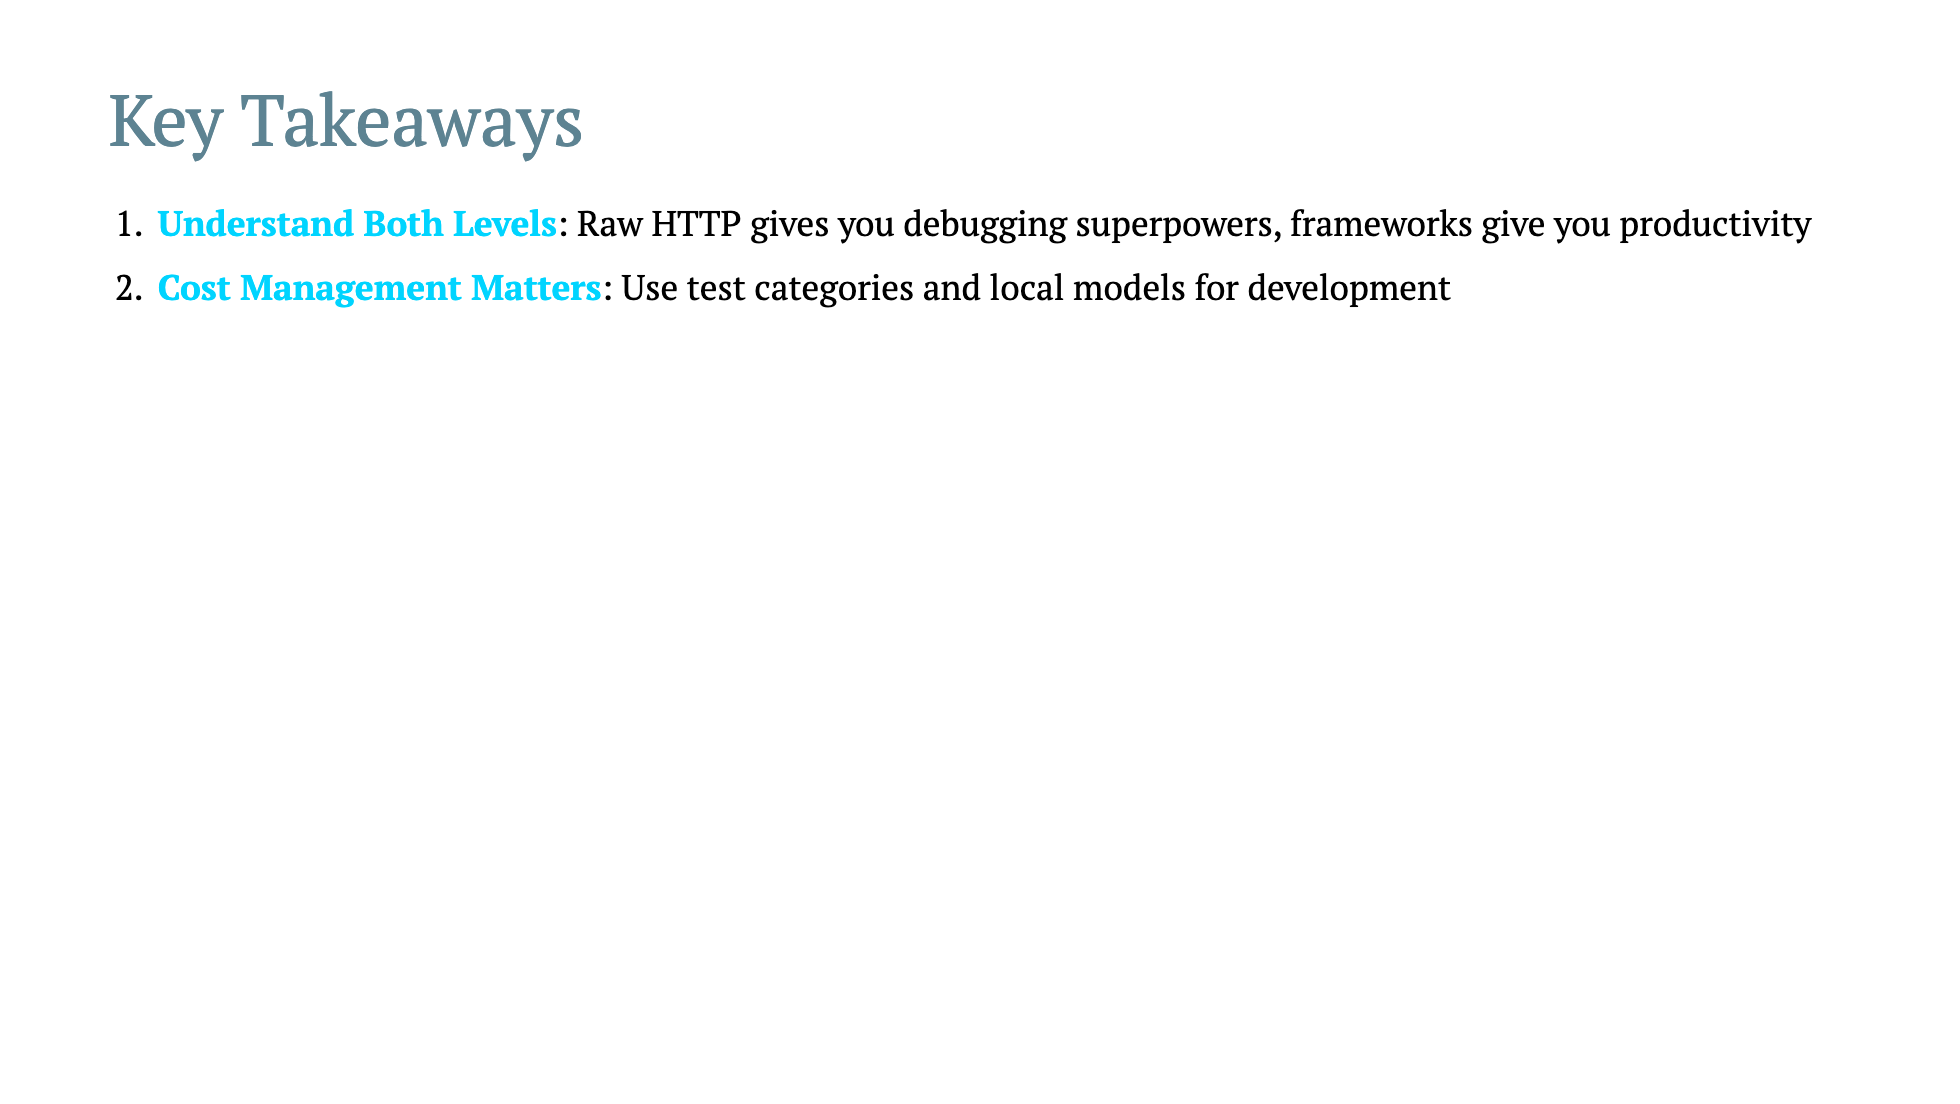 Key Takeaways
1. Understand Both Levels: Raw HTTP gives you debugging superpowers, frameworks give you productivity
2. Cost Management Matters: Use test categories and local models for development